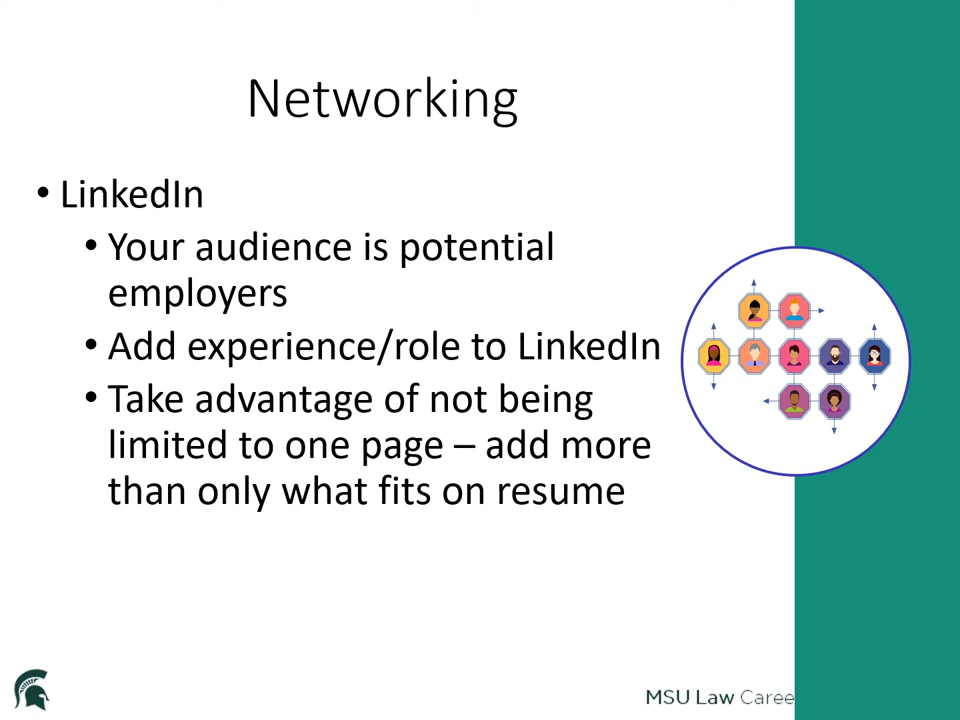 Networking
• LinkedIn
• Your audience is potential
employers
• Add experience/role to LinkedIn
• Take advantage of not being
limited to one page – add more
than only what fits on resume
MSU Law Caree